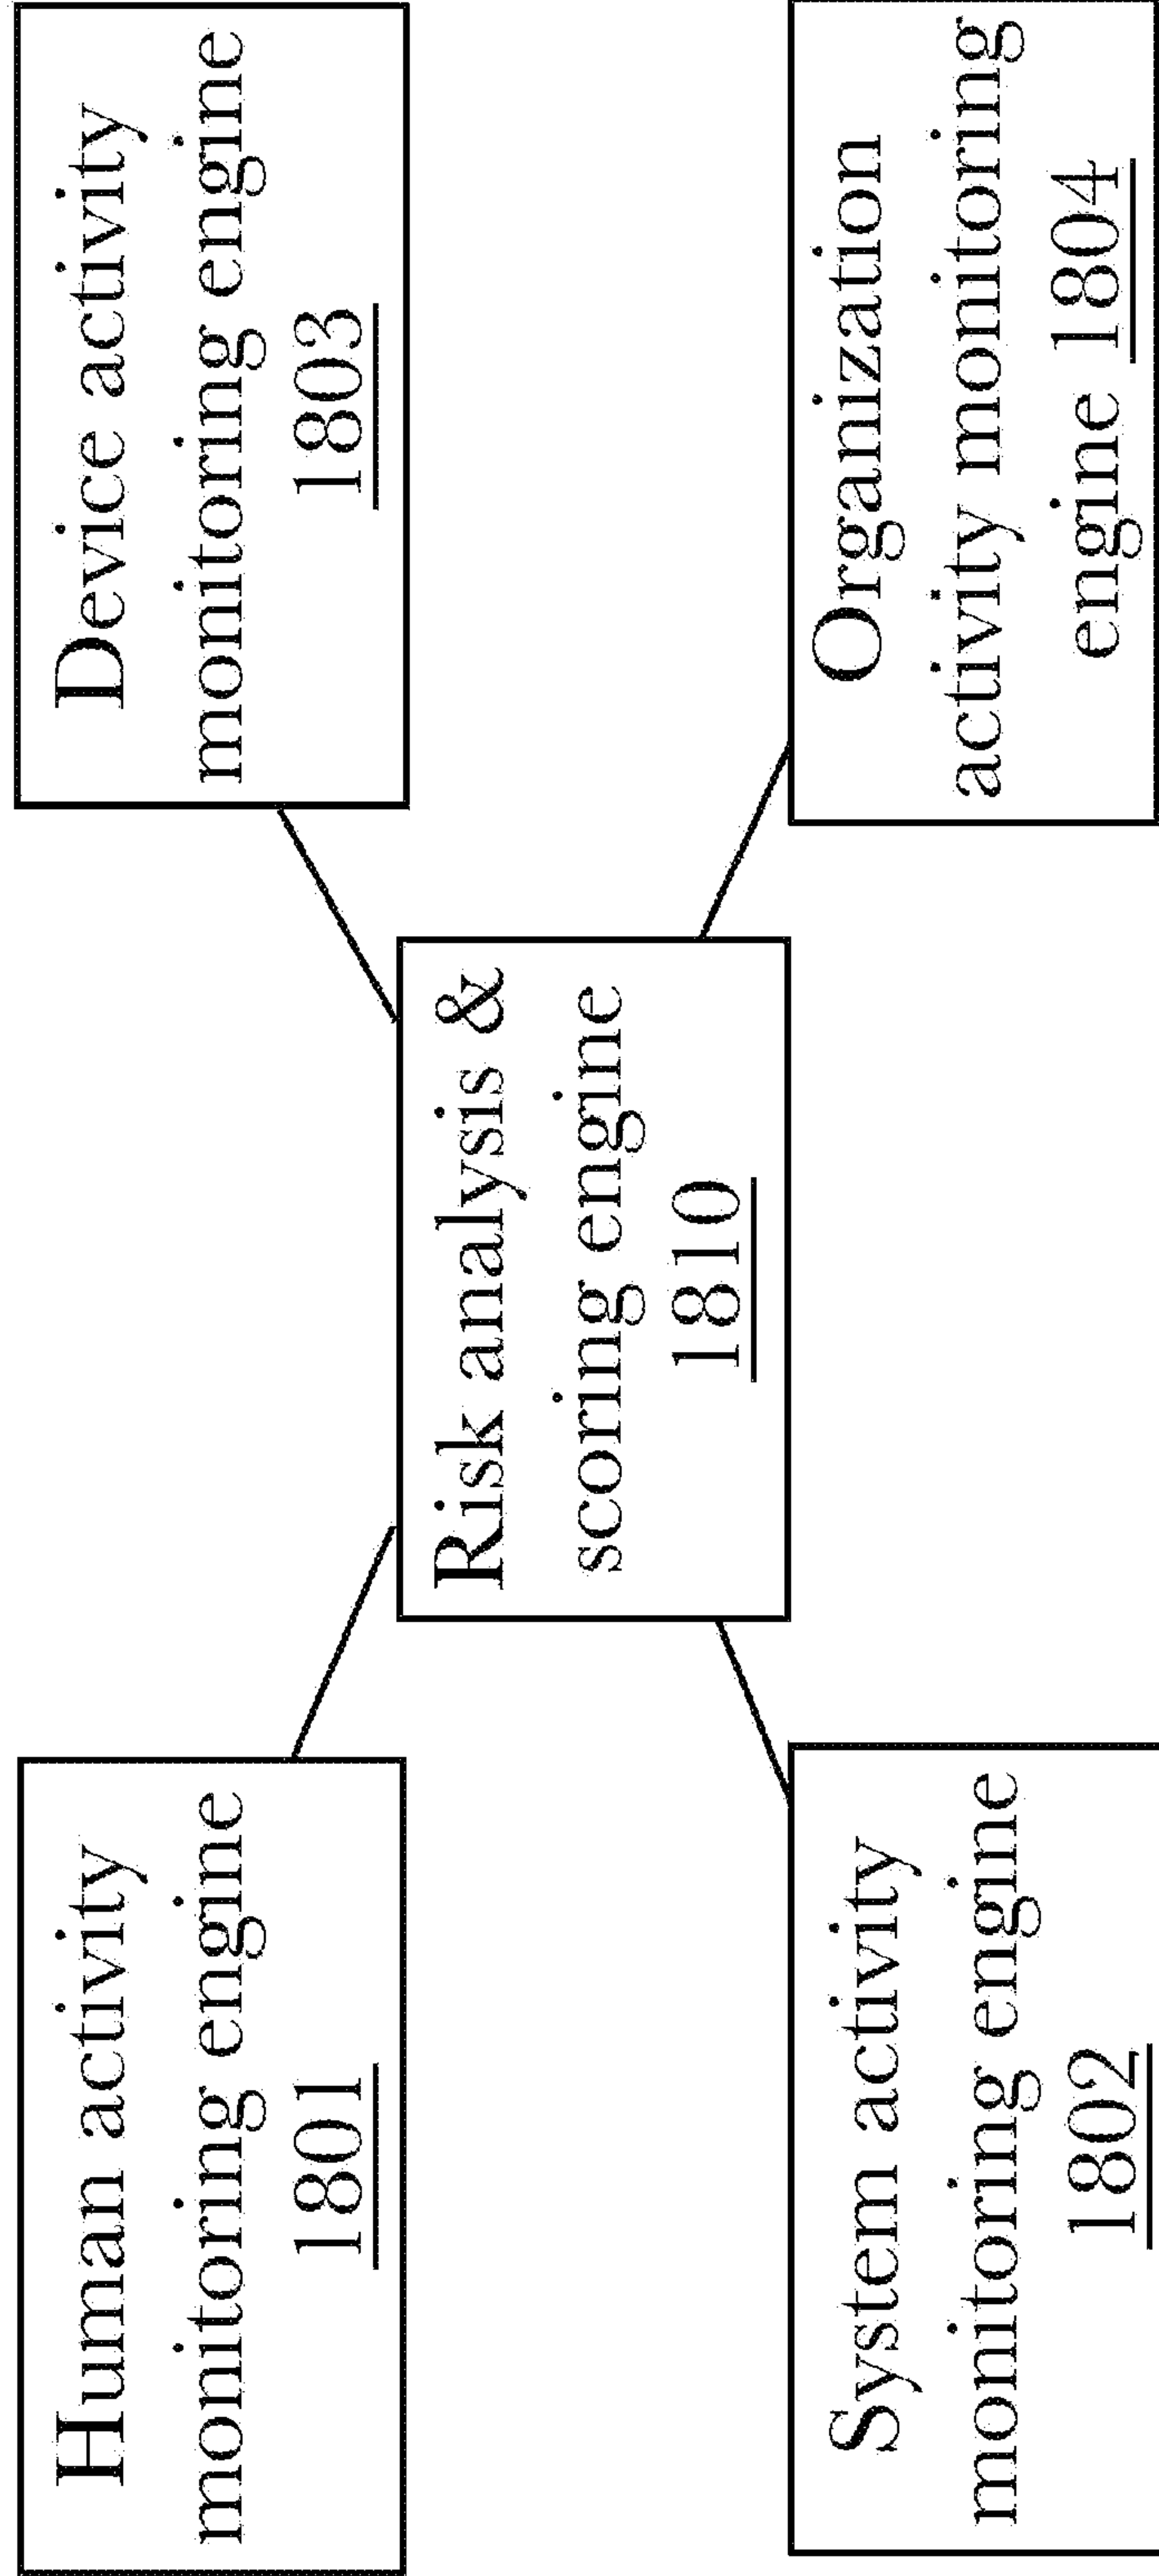 Human activity
monitoring engine
1801
Device activity
monitoring engine
1803
Risk analysis &
scoring engine
1810
System activity
monitoring engine
1802
Organization
activity monitoring
engine 1804